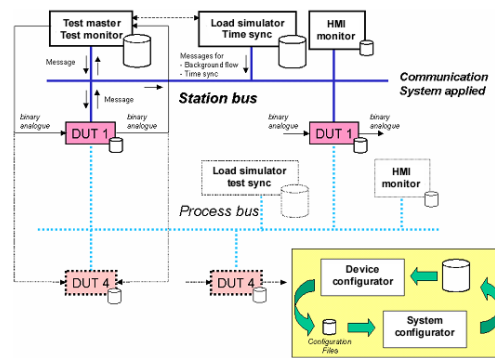 Test master
Test monitor
Load simulator
Time sync
HMI
monitor
Message
Messages for
- Background flow
- Time sync
Communication
System applied
Station bus
Message
binary
analogue
DUT 1
binary
analogue
binary
analogue
DUT 1
binary
analogue
Load simulator
test sync
HMI
monitor
Process bus
DUT 4
DUT 4
Device
configurator
Configuration
Files
System
configurator